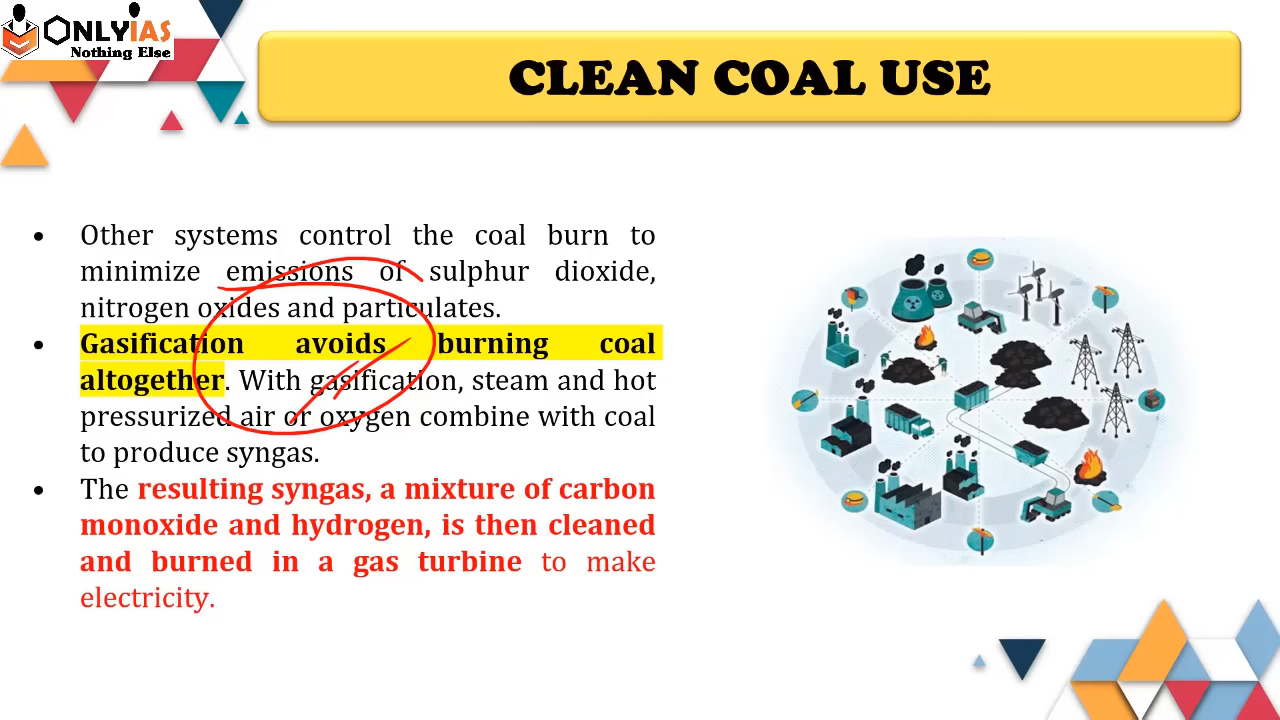 ONLYIAS
Nothing Else
CLEAN COAL USE
• Other systems control the coal burn to
minimize emissions of sulphur dioxide,
nitrogen oxides and particulates.
• Gasification avoids burning coal
altogether. With gasification, steam and hot
pressurized air or oxygen combine with coal
to produce syngas.
• The resulting syngas, a mixture of carbon
monoxide and hydrogen, is then cleaned
and burned in a gas turbine to make
electricity.